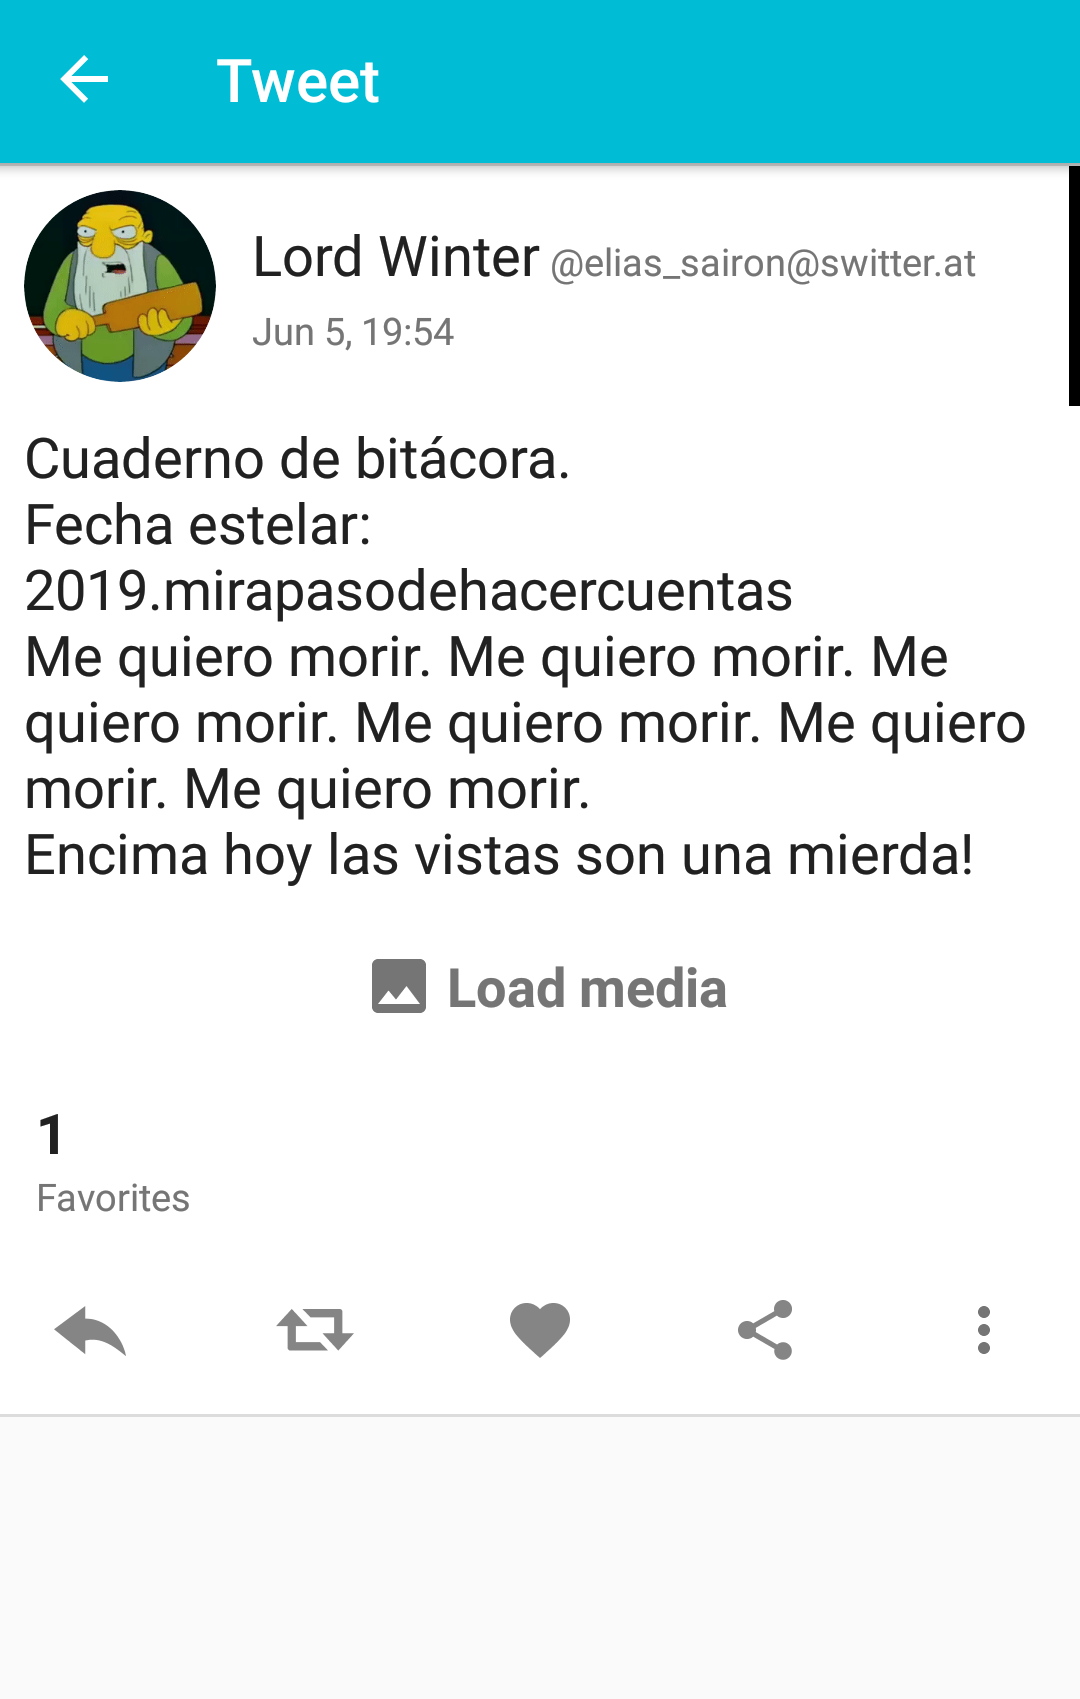 Tweet
Lord Winter @elias_sairon@switter.at
Jun 5, 19:54
Cuaderno de bitácora.
Fecha estelar:
2019.mirapasodehacercuentas
Me quiero morir. Me quiero morir. Me
quiero morir. Me quiero morir. Me quiero
morir. Me quiero morir.
Encima hoy las vistas son una mierda!
Load media
1
Favorites